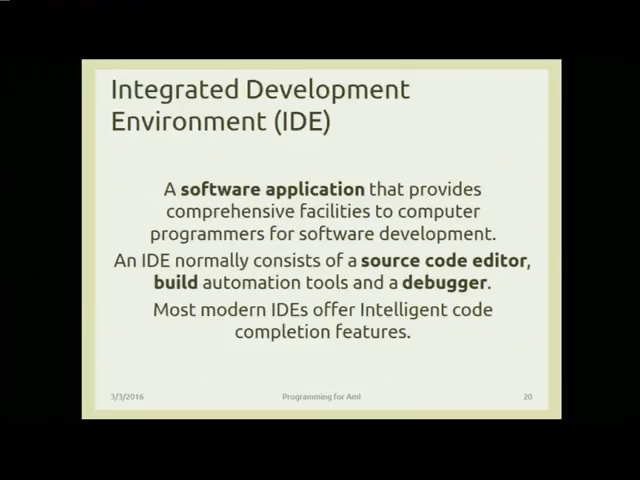 Integrated Development
Environment (IDE)
A software application that provides
comprehensive facilities to computer
programmers for software development.
An IDE normally consists of a source code editor,
build automation tools and a debugger.
Most modern IDEs offer Intelligent code
completion features.
3/3/2016
Programming for AmI
20